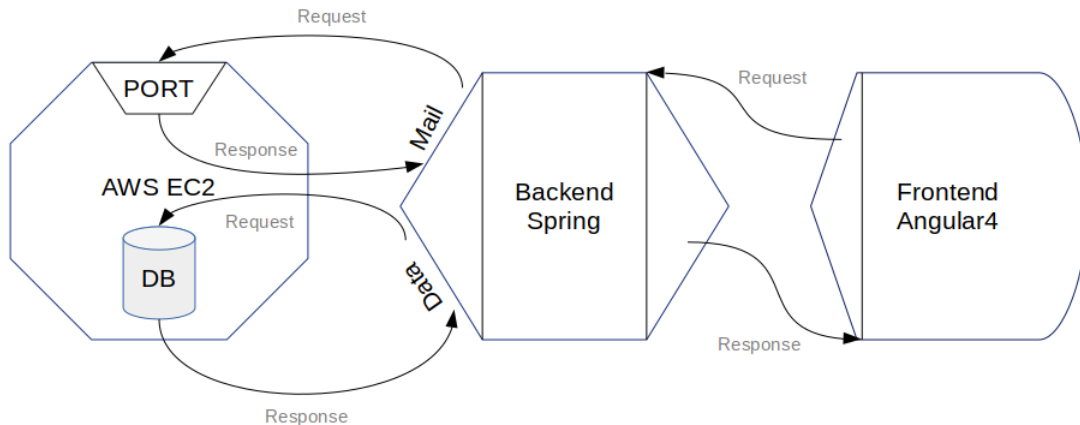 Request
PORT
Request
Mail
Response
AWS EC2
Backend
Spring
Frontend
Angular4
Request
DB
Data
Response
Response